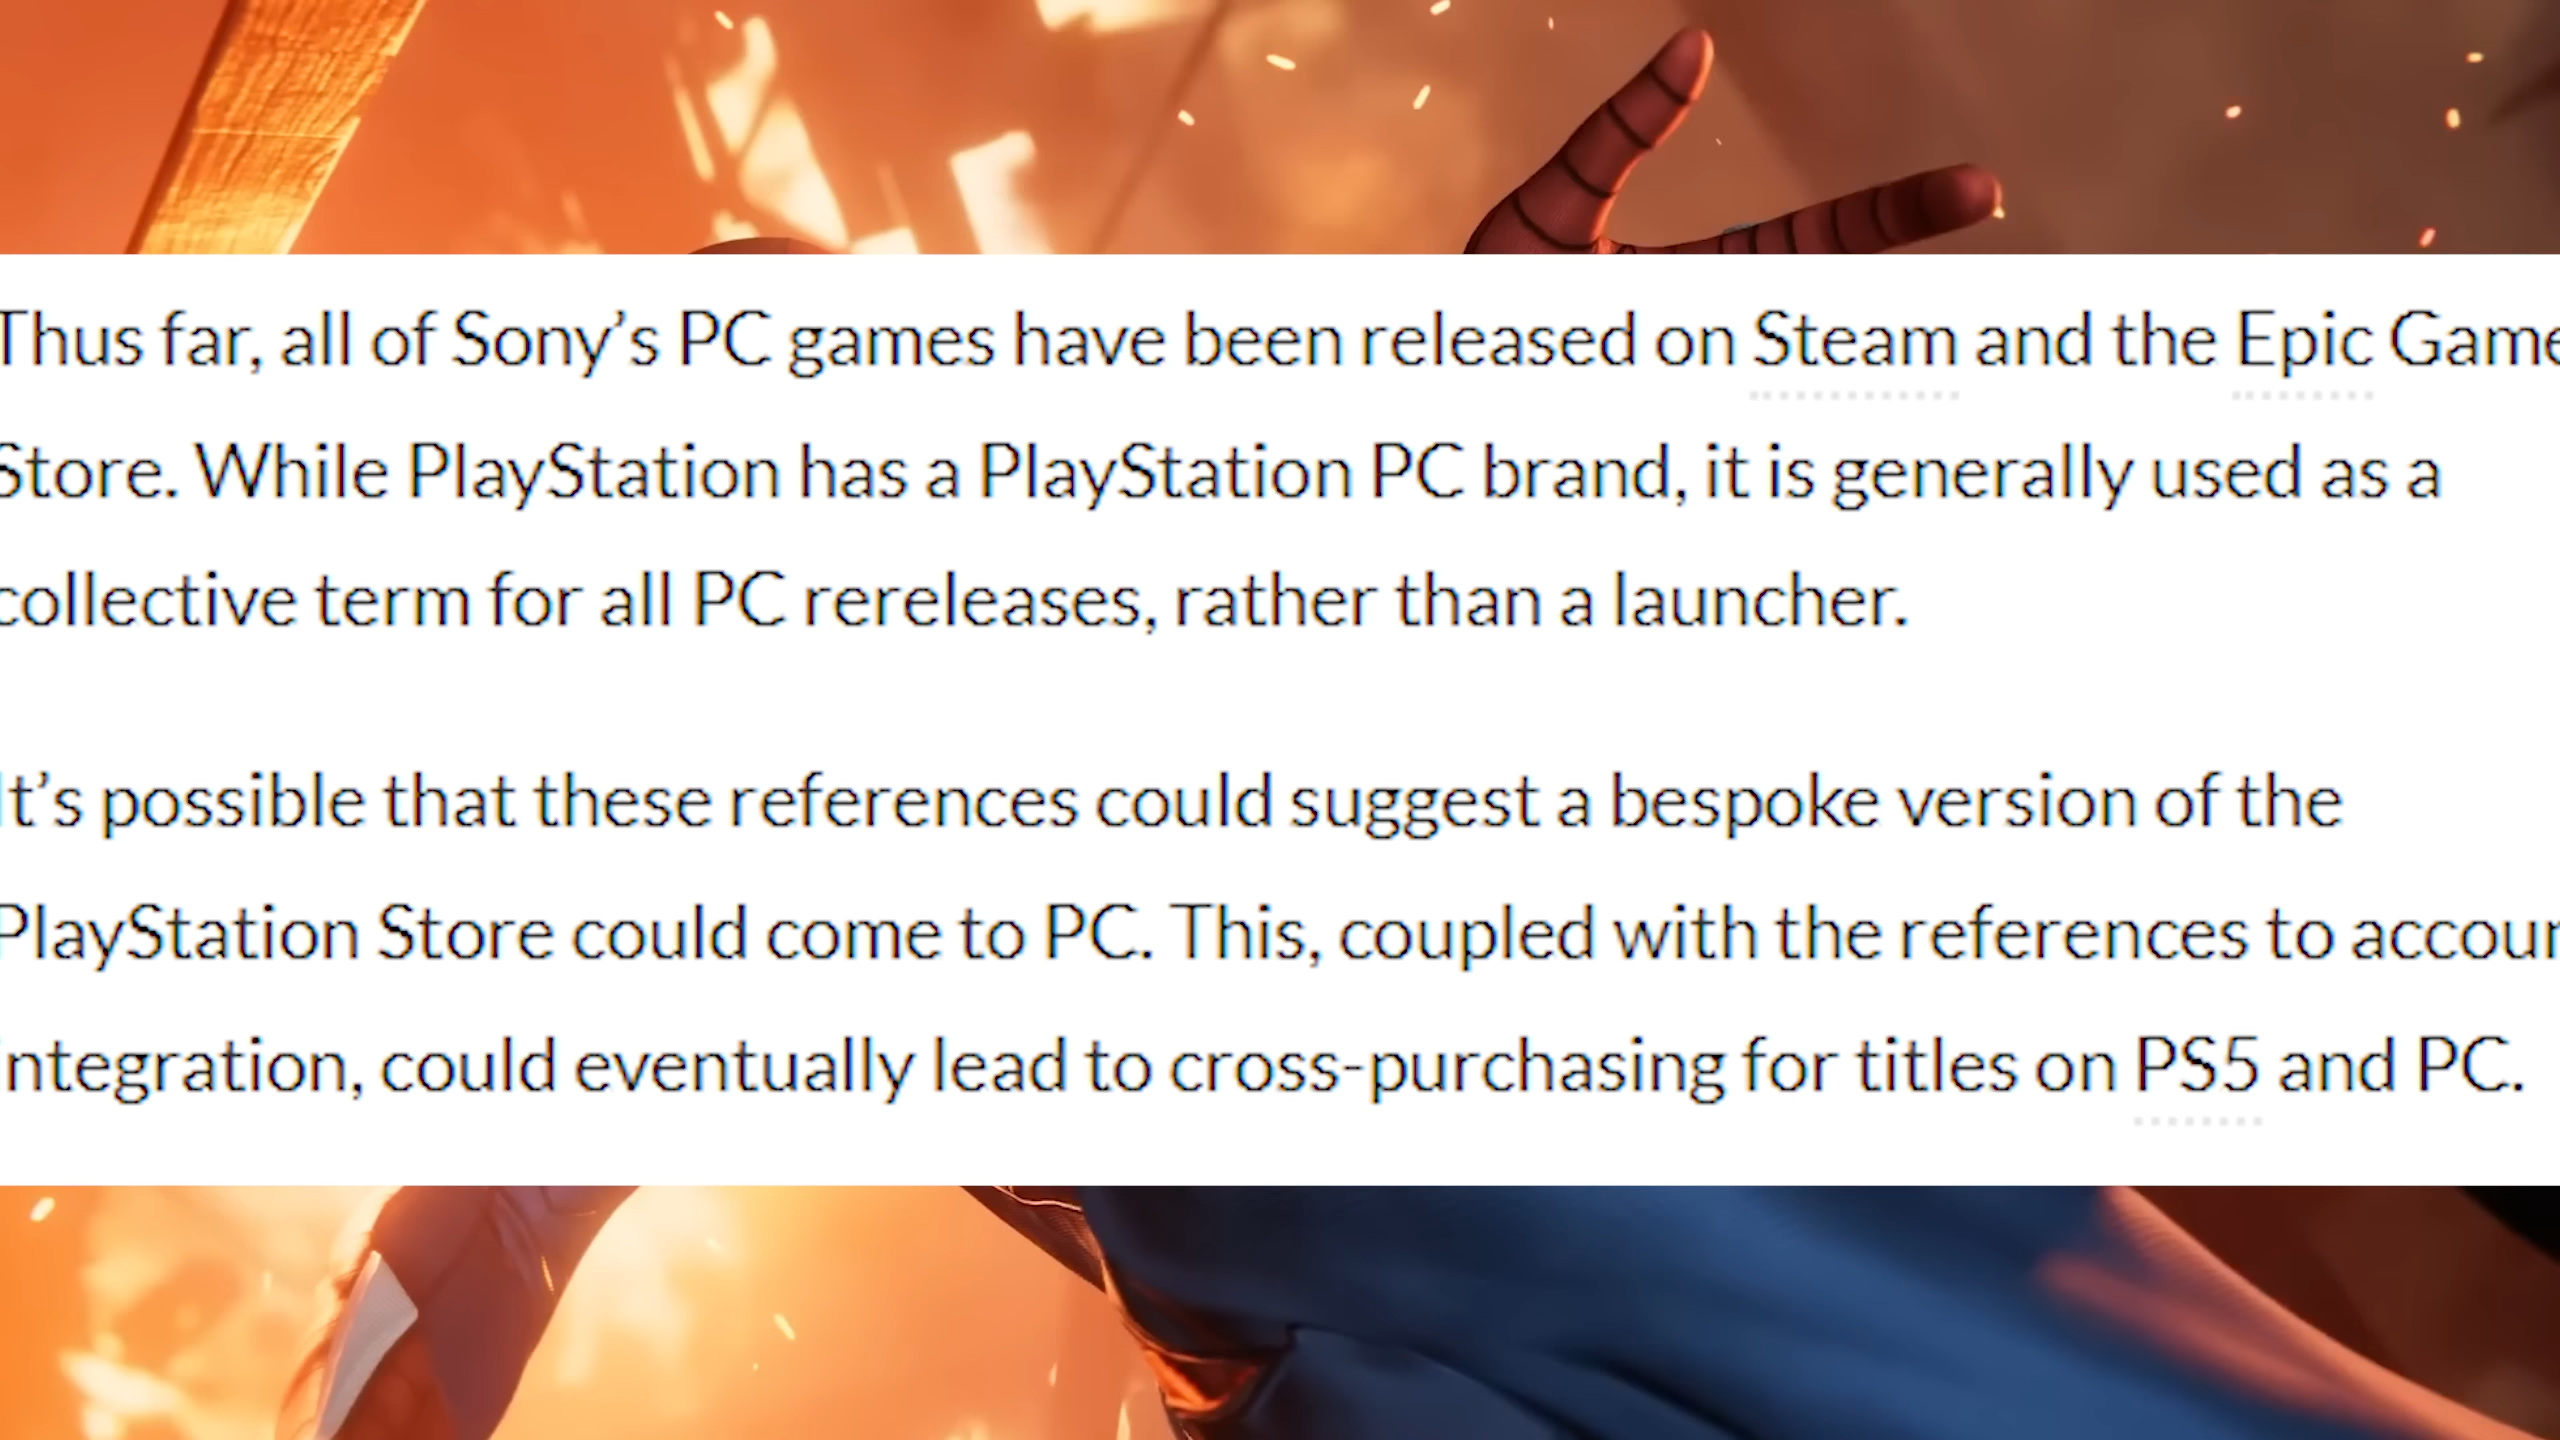 Thus far, all of Sony's PC games have been released on Steam and the Epic Game
Store. While PlayStation has a PlayStation PC brand, it is generally used as a
collective term for all PC rereleases, rather than a launcher.
It's possible that these references could suggest a bespoke version of the
PlayStation Store could come to PC. This, coupled with the references to accoun
integration, could eventually lead to cross-purchasing for titles on PS5 and PC.